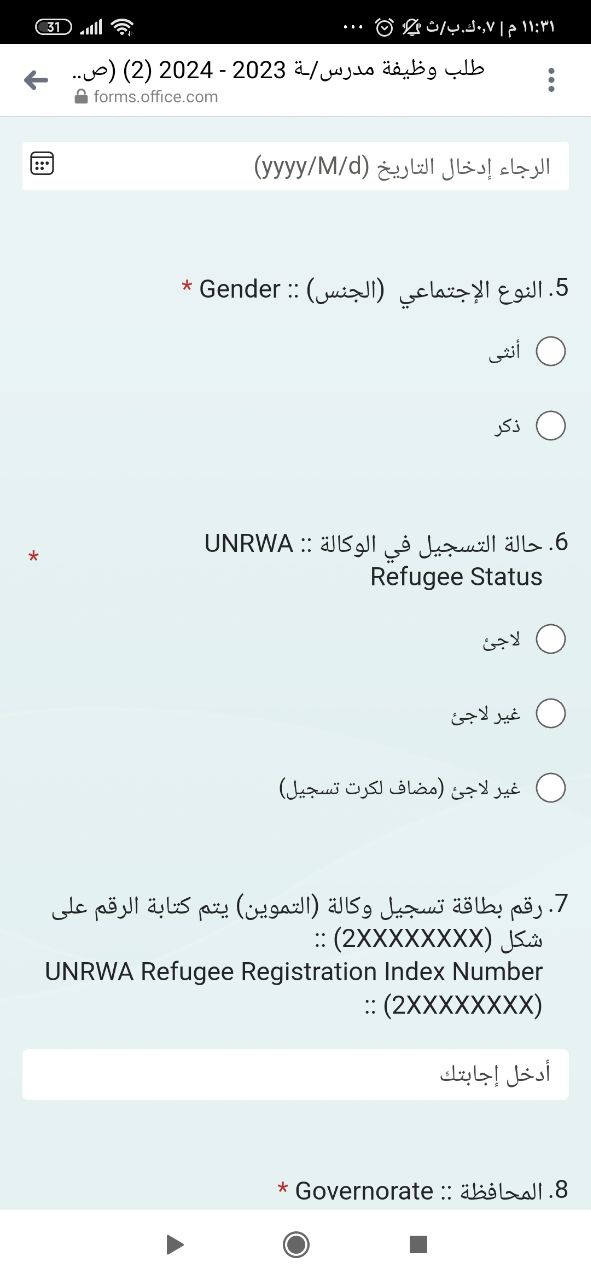 ١١:٣١ م | ٠,٧ك.ب/ث ...
31
طلب وظيفة مدرس/ـة 2023 - 2024 (2) (ص..
forms.office.com
الرجاء إدخال التاريخ (yyyy/M/d)
5. النوع الإجتماعي (الجنس) :: Gender *
أنثى
ذكر
6. حالة التسجيل في الوكالة :: UNRWA
Refugee Status *
لاجئ
غير لاجئ
غير لاجئ (مضاف لكرت تسجيل)
7. رقم بطاقة تسجيل وكالة (التموين) يتم كتابة الرقم على
شكل (2XXXXXXXX) ::
UNRWA Refugee Registration Index Number
(2XXXXXXXX) ::
أدخل إجابتك
8. المحافظة :: Governorate *